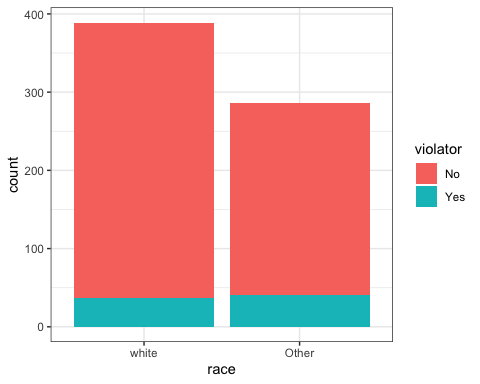 400
300
200
100
0
count
white
Other
race
violator
No
Yes